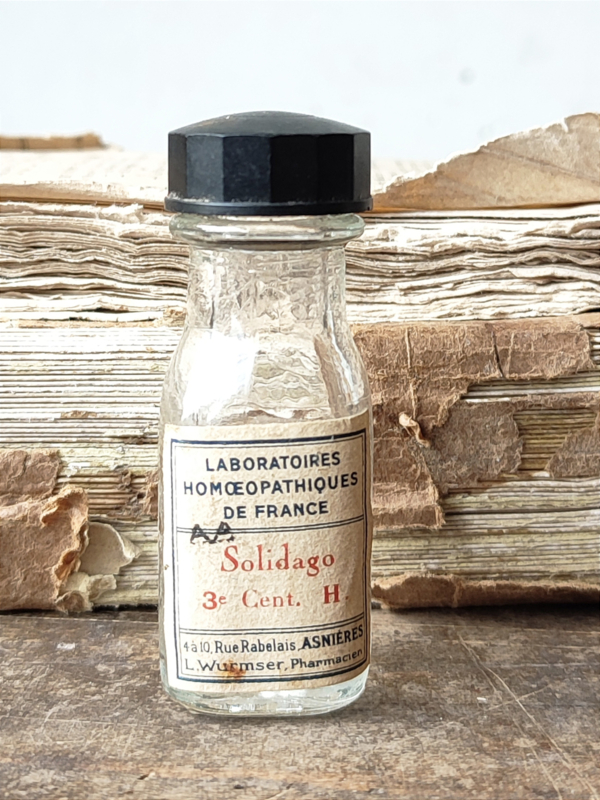 LABORATOIRES
HOMŒOPATHIQUES
DE FRANCE
Solidago
3e Cent. H
4 à 10, Rue Rabelais, ASNIÈRES
L. Wurmser, Pharmacien